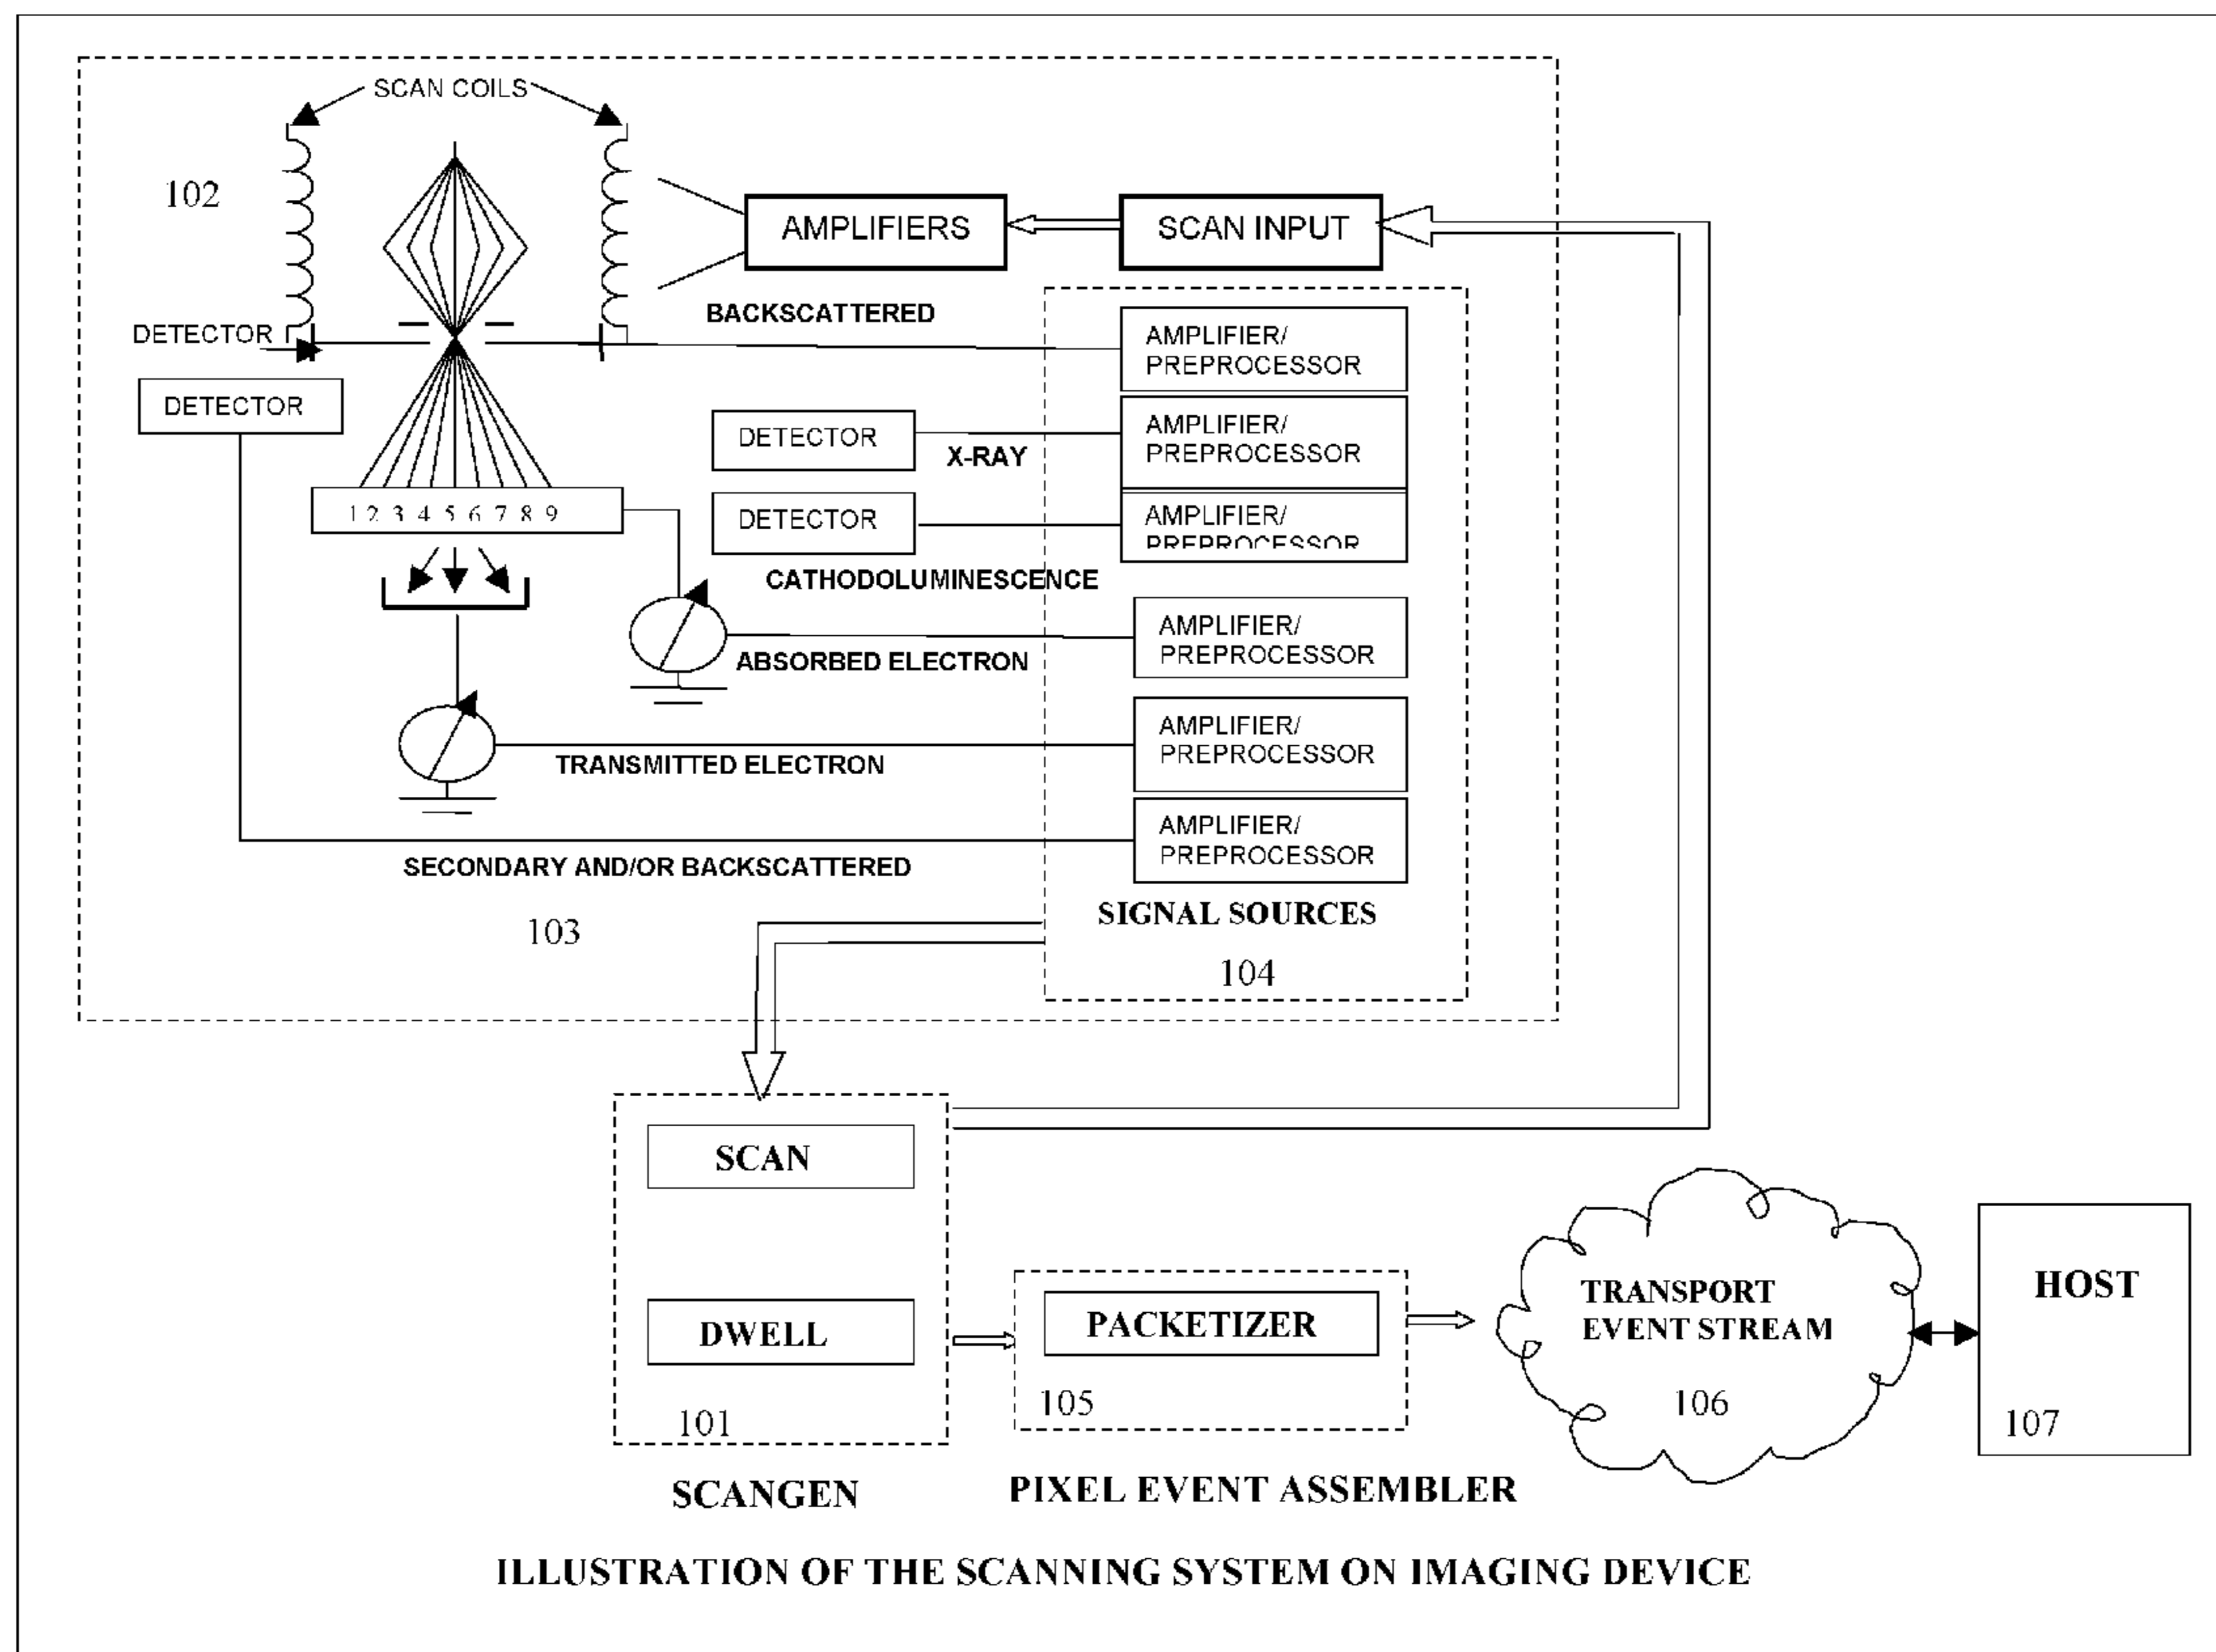 SCAN COILS
102
AMPLIFIERS
SCAN INPUT
BACKSCATTERED
DETECTOR
AMPLIFIER/
PREPROCESSOR
DETECTOR
DETECTOR
X-RAY
AMPLIFIER/
PREPROCESSOR
1 2 3 4 5 6 7 8 9
DETECTOR
AMPLIFIER/
PREPROCESSOR
CATHODOLUMINESCENCE
AMPLIFIER/
PREPROCESSOR
ABSORBED ELECTRON
AMPLIFIER/
PREPROCESSOR
TRANSMITTED ELECTRON
AMPLIFIER/
PREPROCESSOR
SECONDARY AND/OR BACKSCATTERED
SIGNAL SOURCES
103
104
SCAN
DWELL
101
SCANGEN
PACKETIZER
105
PIXEL EVENT ASSEMBLER
TRANSPORT
EVENT STREAM
106
HOST
107
ILLUSTRATION OF THE SCANNING SYSTEM ON IMAGING DEVICE